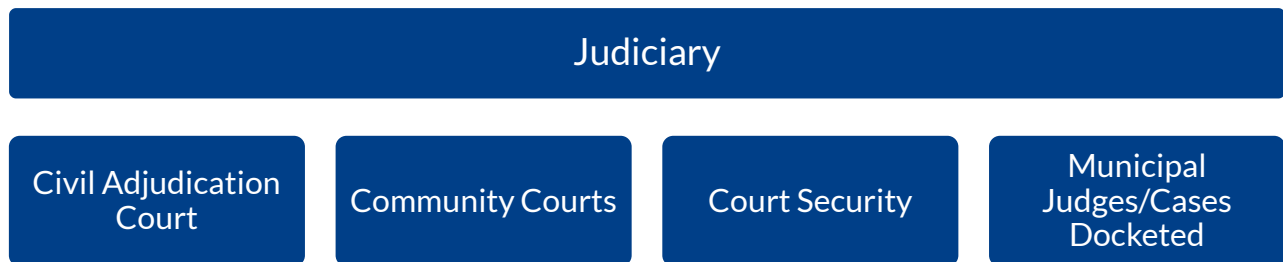 Judiciary
Civil Adjudication
Court
Community Courts
Court Security
Municipal
Judges/Cases
Docketed